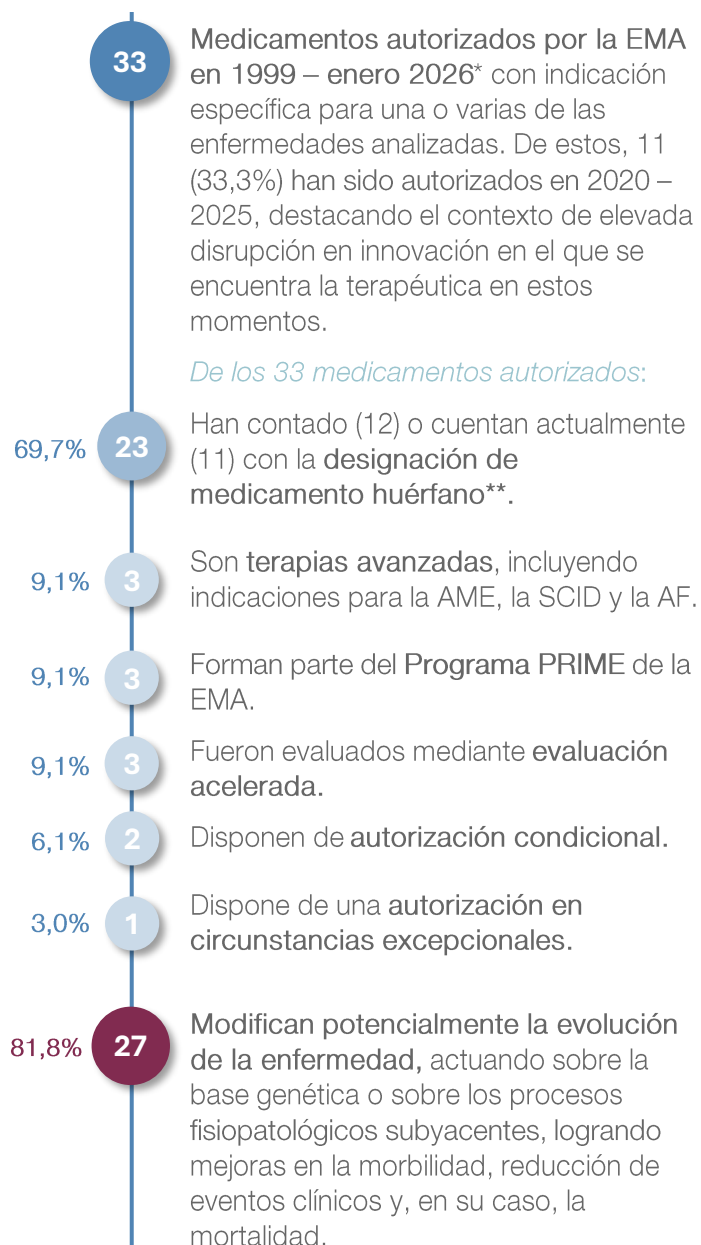 33
Medicamentos autorizados por la EMA
en 1999 – enero 2026* con indicación
específica para una o varias de las
enfermedades analizadas. De estos, 11
(33,3%) han sido autorizados en 2020 –
2025, destacando el contexto de elevada
disrupción en innovación en el que se
encuentra la terapéutica en estos
momentos.
De los 33 medicamentos autorizados:
69,7%
23
Han contado (12) o cuentan actualmente
(11) con la designación de
medicamento huérfano**.
9,1%
3
Son terapias avanzadas, incluyendo
indicaciones para la AME, la SCID y la AF.
9,1%
3
Forman parte del Programa PRIME de la
EMA.
9,1%
3
Fueron evaluados mediante evaluación
acelerada.
6,1%
2
Disponen de autorización condicional.
3,0%
1
Dispone de una autorización en
circunstancias excepcionales.
81,8%
27
Modifican potencialmente la evolución
de la enfermedad, actuando sobre la
base genética o sobre los procesos
fisiopatológicos subyacentes, logrando
mejoras en la morbilidad, reducción de
eventos clínicos y, en su caso, la
mortalidad.